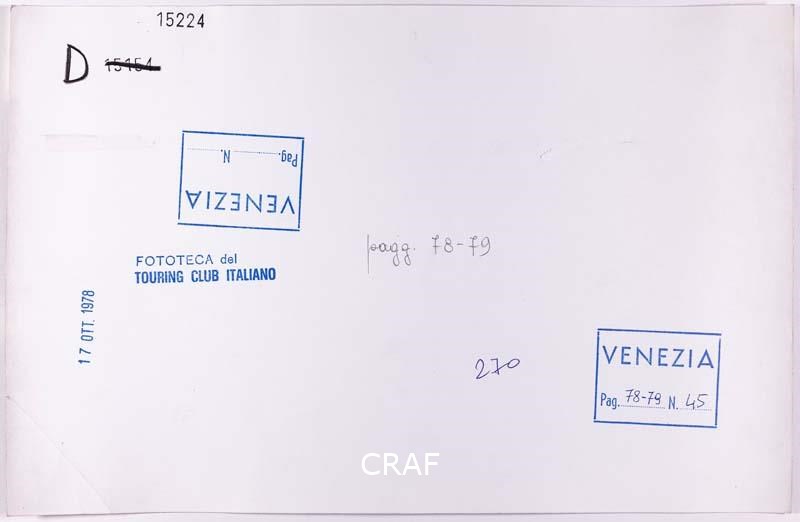 15224
D 15154
Pag. N.
VENEZIA
FOTOTECA del
TOURING CLUB ITALIANO
pagg. 78-79
17 OTT. 1978
270
VENEZIA
Pag. 78-79 N. 45
CRAF